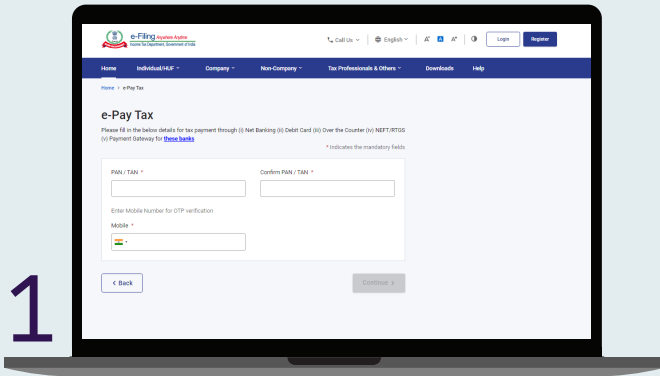 e-Filing Anywhere Anytime
Income Tax Department, Government of India
Call Us
English
A- A A+
Login
Register
Home Individual/HUF Company Non-Company Tax Professionals & Others Downloads Help
Home > e-Pay Tax
e-Pay Tax
Please fill in the below details for tax payment through (i) Net Banking (ii) Debit Card (iii) Over the Counter (iv) NEFT/RTGS
(v) Payment Gateway for these banks
* Indicates the mandatory fields
PAN / TAN *
Confirm PAN / TAN *
Enter Mobile Number for OTP verification
Mobile *
< Back
Continue >
1